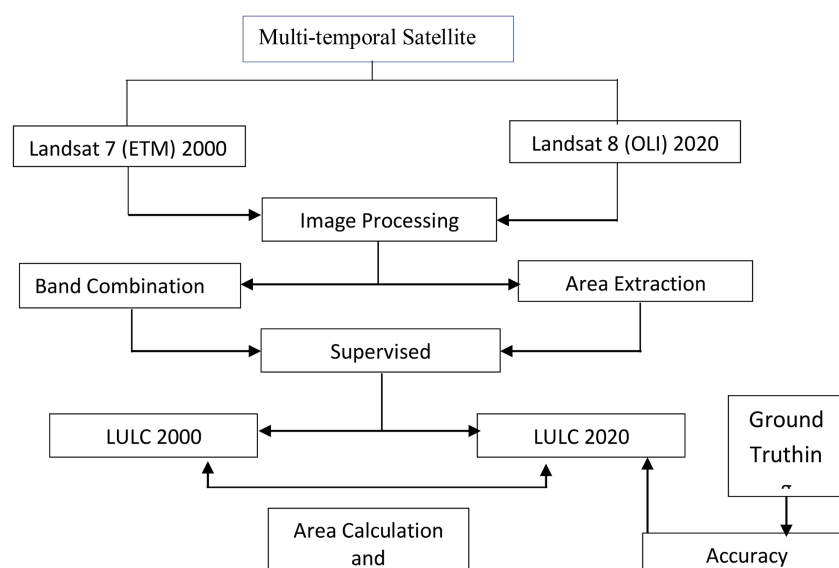 Multi-temporal Satellite
Landsat 7 (ETM) 2000
Landsat 8 (OLI) 2020
Image Processing
Band Combination
Area Extraction
Supervised
LULC 2000
LULC 2020
Ground
Truthin
Area Calculation
and
Accuracy